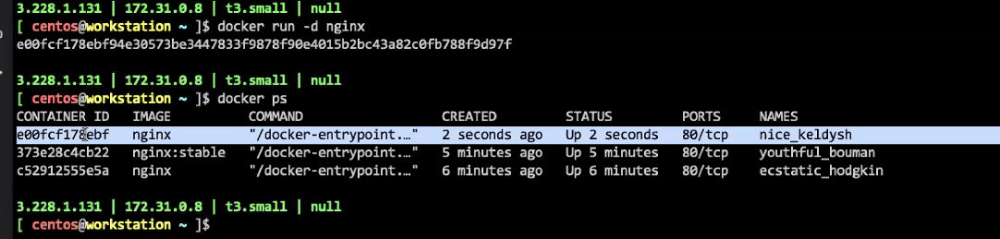 3.228.1.131 | 172.31.0.8 | t3.small | null
[ centos@workstation ~ ]$ docker run -d nginx
e00fcf178ebf94e30573be3447833f9878f90e4015b2bc43a82c0fb788f9d97f
3.228.1.131 | 172.31.0.8 | t3.small | null
[ centos@workstation ~ ]$ docker ps
CONTAINER ID IMAGE COMMAND CREATED STATUS PORTS NAMES
e00fcf178ebf nginx "/docker-entrypoint.…" 2 seconds ago Up 2 seconds 80/tcp nice_keldysh
373e28c4cb22 nginx:stable "/docker-entrypoint.…" 5 minutes ago Up 5 minutes 80/tcp youthful_bouman
c52912555e5a nginx "/docker-entrypoint.…" 6 minutes ago Up 6 minutes 80/tcp ecstatic_hodgkin
3.228.1.131 | 172.31.0.8 | t3.small | null
[ centos@workstation ~ ]$